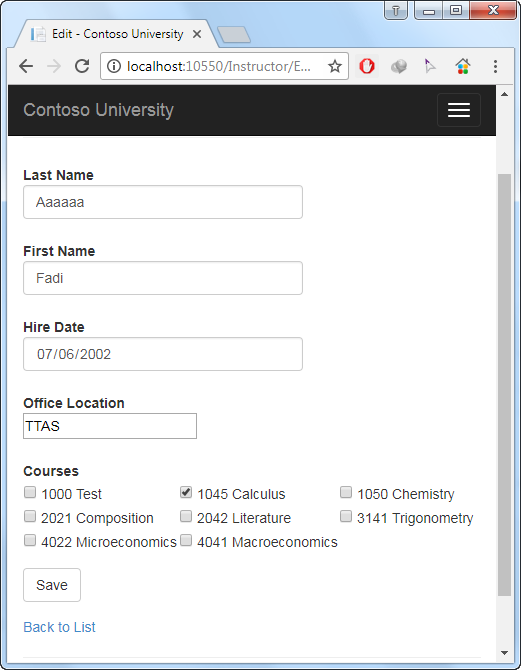 Edit - Contoso University
localhost:10550/Instructor/E...
Contoso University
Last Name
Aaaaaa
First Name
Fadi
Hire Date
07/06/2002
Office Location
TTAS
Courses
1000 Test 1045 Calculus 1050 Chemistry
2021 Composition 2042 Literature 3141 Trigonometry
4022 Microeconomics 4041 Macroeconomics
Save
Back to List